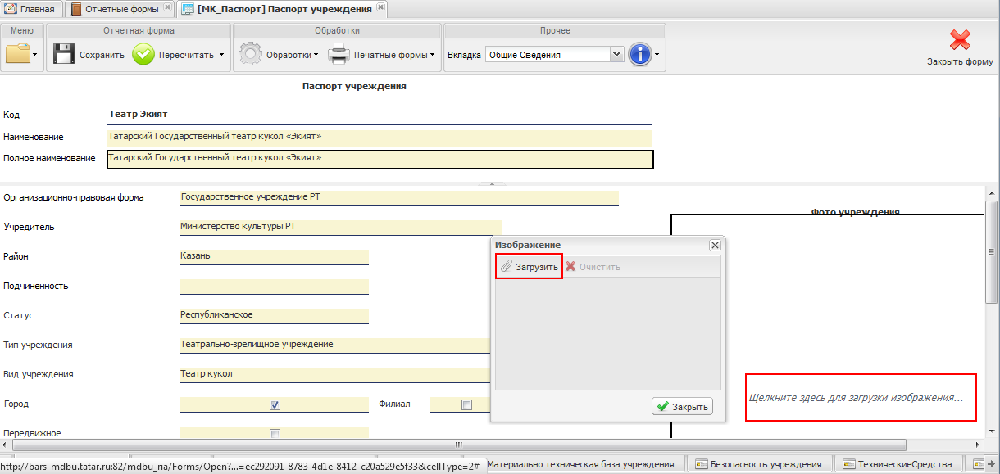 Главная Отчетные формы [МК_Паспорт] Паспорт учреждения
Меню Отчетная форма Обработки Прочее
Сохранить Пересчитать Обработки Печатные формы Вкладка Общие Сведения Закрыть форму
Паспорт учреждения
Код Театр Экият
Наименование Татарский Государственный театр кукол «Экият»
Полное наименование Татарский Государственный театр кукол «Экият»
Организационно-правовая форма Государственное учреждение РТ
Фото учреждения
Учредитель Министерство культуры РТ
Изображение
Район Казань
Загрузить Очистить
Подчиненность
Статус Республиканское
Тип учреждения Театрально-зрелищное учреждение
Вид учреждения Театр кукол
Щелкните здесь для загрузки изображения...
Город Филиал
Закрыть
Передвижное
http://bars-mdbu.tatar.ru:82/mdbu_ria/Forms/Open?...=ec292091-8783-4d1e-8412-c20a529e5f33&cellType=2# Материально техническая база учреждения Безопасность учреждения ТехническиеСредства